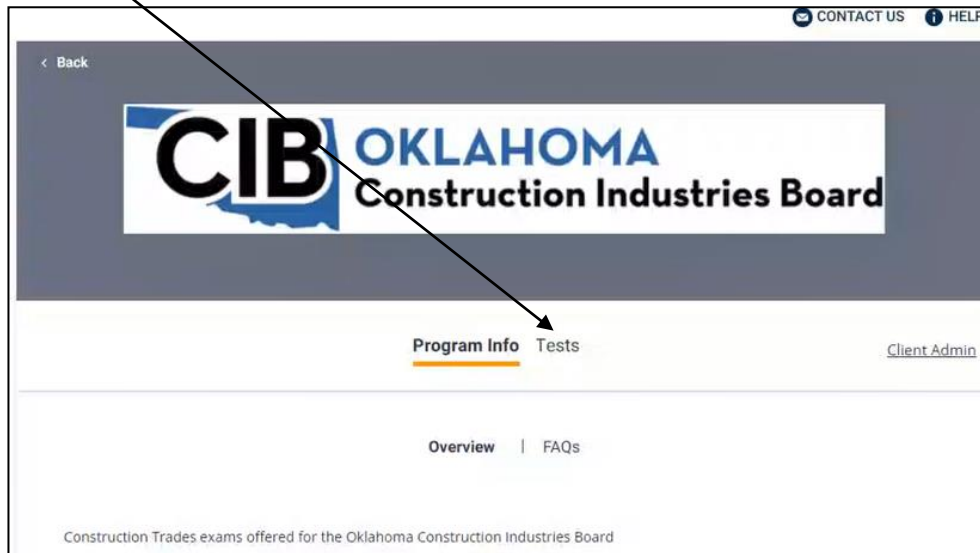 CONTACT US HELP
< Back
CIB OKLAHOMA
Construction Industries Board
Program Info Tests Client Admin
Overview | FAQs
Construction Trades exams offered for the Oklahoma Construction Industries Board